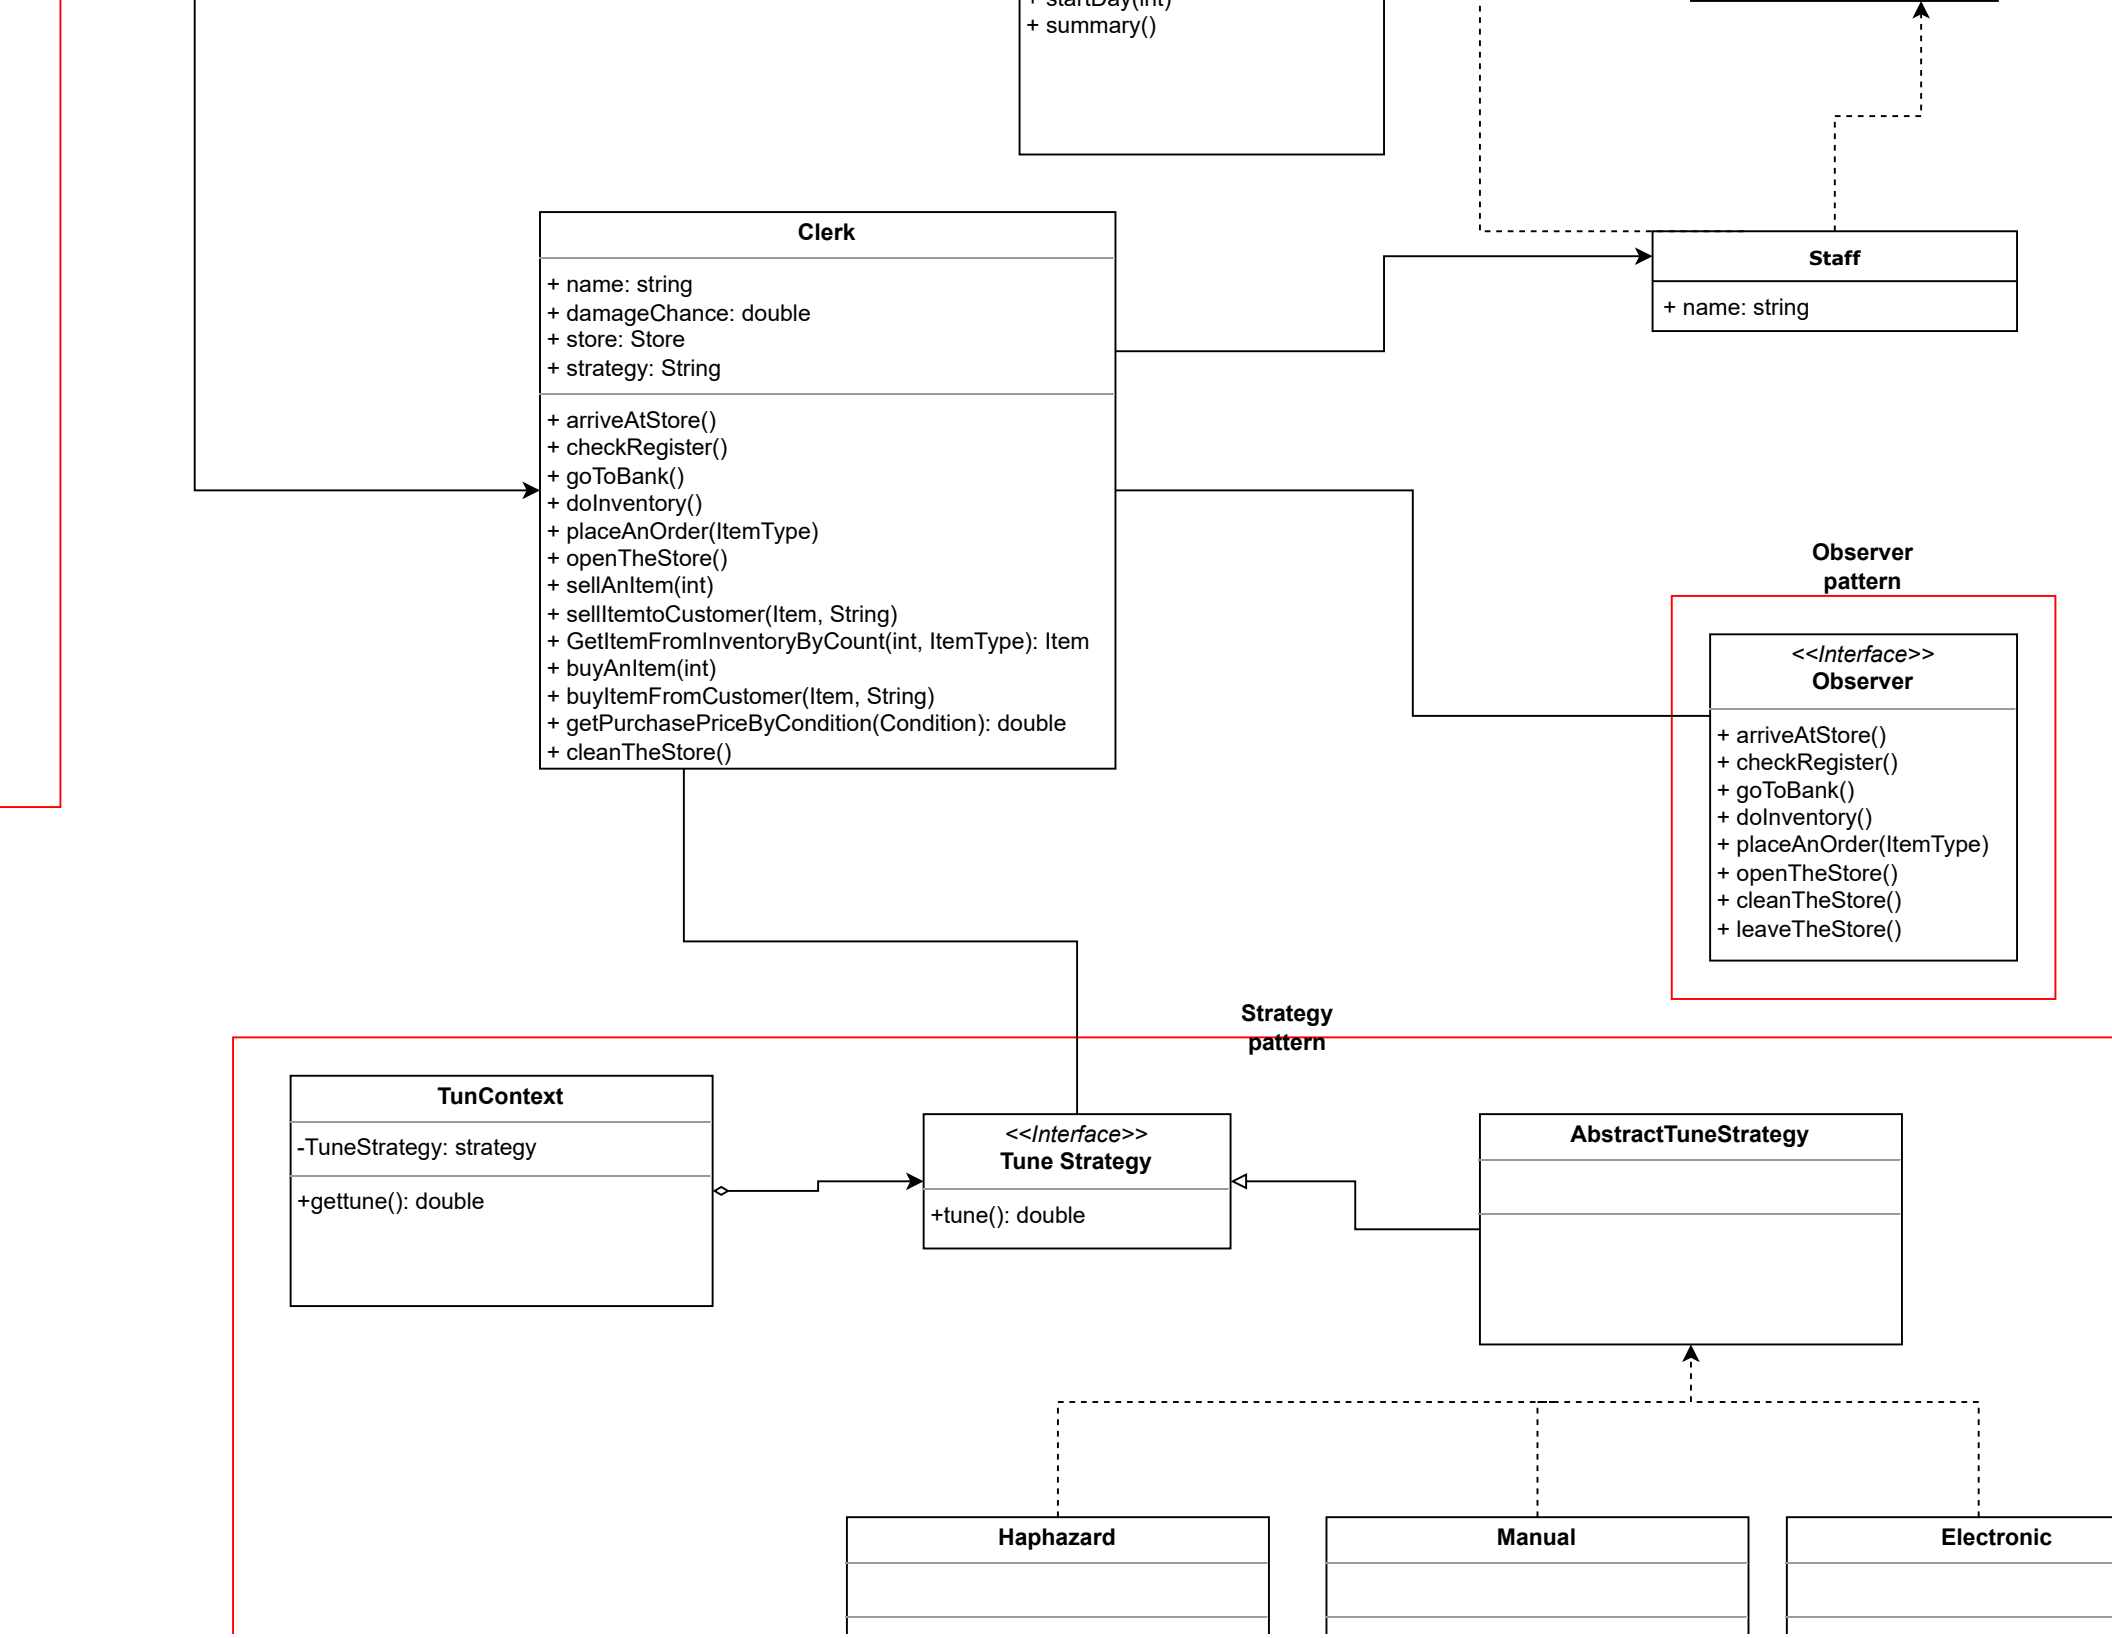 + startDay(int)
+ summary()
Clerk
+ name: string
+ damageChance: double
+ store: Store
+ strategy: String
+ arriveAtStore()
+ checkRegister()
+ goToBank()
+ doInventory()
+ placeAnOrder(ItemType)
+ openTheStore()
+ sellAnItem(int)
+ sellItemtoCustomer(Item, String)
+ GetItemFromInventoryByCount(int, ItemType): Item
+ buyAnItem(int)
+ buyItemFromCustomer(Item, String)
+ getPurchasePriceByCondition(Condition): double
+ cleanTheStore()
Staff
+ name: string
Observer
pattern
<<Interface>>
Observer
+ arriveAtStore()
+ checkRegister()
+ goToBank()
+ doInventory()
+ placeAnOrder(ItemType)
+ openTheStore()
+ cleanTheStore()
+ leaveTheStore()
Strategy
pattern
TunContext
-TuneStrategy: strategy
+gettune(): double
<<Interface>>
Tune Strategy
+tune(): double
AbstractTuneStrategy
Haphazard
Manual
Electronic